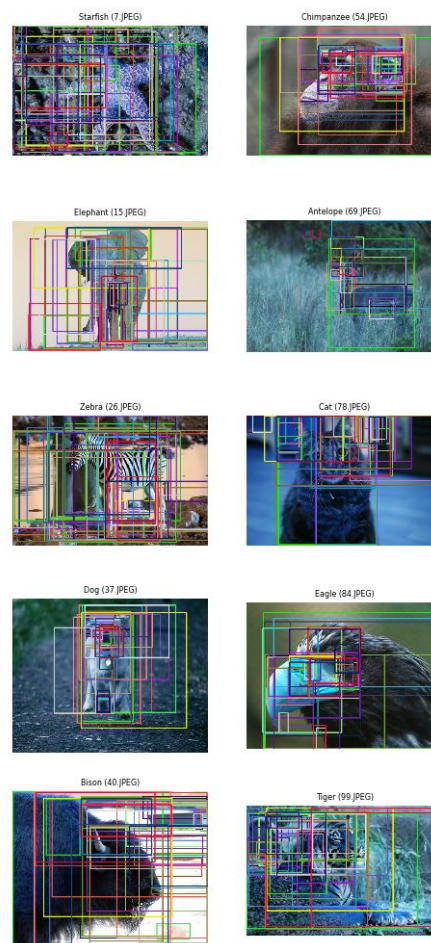 Starfish (7.JPEG)
Chimpanzee (54.JPEG)
Elephant (15.JPEG)
Antelope (69.JPEG)
Zebra (26.JPEG)
Cat (78.JPEG)
Dog (37.JPEG)
Eagle (84.JPEG)
Bison (40.JPEG)
Tiger (99.JPEG)